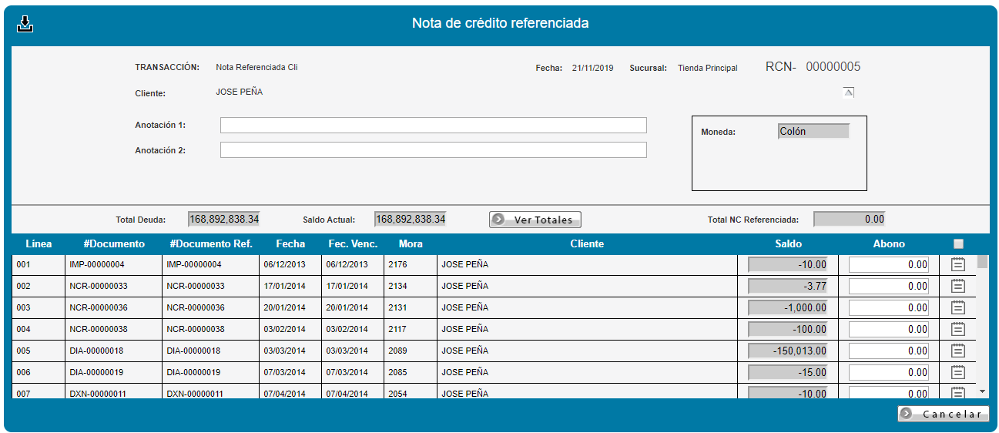 Nota de crédito referenciada
TRANSACCIÓN: Nota Referenciada Cli Fecha: 21/11/2019 Sucursal: Tienda Principal RCN- 00000005
Cliente: JOSE PEÑA
Anotación 1:
Moneda: Colón
Anotación 2:
Total Deuda: 168,892,838.34 Saldo Actual: 168,892,838.34 Ver Totales Total NC Referenciada: 0.00
Línea #Documento #Documento Ref. Fecha Fec. Venc. Mora Cliente Saldo Abono
001 IMP-00000004 IMP-00000004 06/12/2013 06/12/2013 2176 JOSE PEÑA -10.00 0.00
002 NCR-00000033 NCR-00000033 17/01/2014 17/01/2014 2134 JOSE PEÑA -3.77 0.00
003 NCR-00000036 NCR-00000036 20/01/2014 20/01/2014 2131 JOSE PEÑA -1,000.00 0.00
004 NCR-00000038 NCR-00000038 03/02/2014 03/02/2014 2117 JOSE PEÑA -100.00 0.00
005 DIA-00000018 DIA-00000018 03/03/2014 03/03/2014 2089 JOSE PEÑA -150,013.00 0.00
006 DIA-00000019 DIA-00000019 07/03/2014 07/03/2014 2085 JOSE PEÑA -15.00 0.00
007 DXN-00000011 DXN-00000011 07/04/2014 07/04/2014 2054 JOSE PEÑA -10.00 0.00
Cancelar